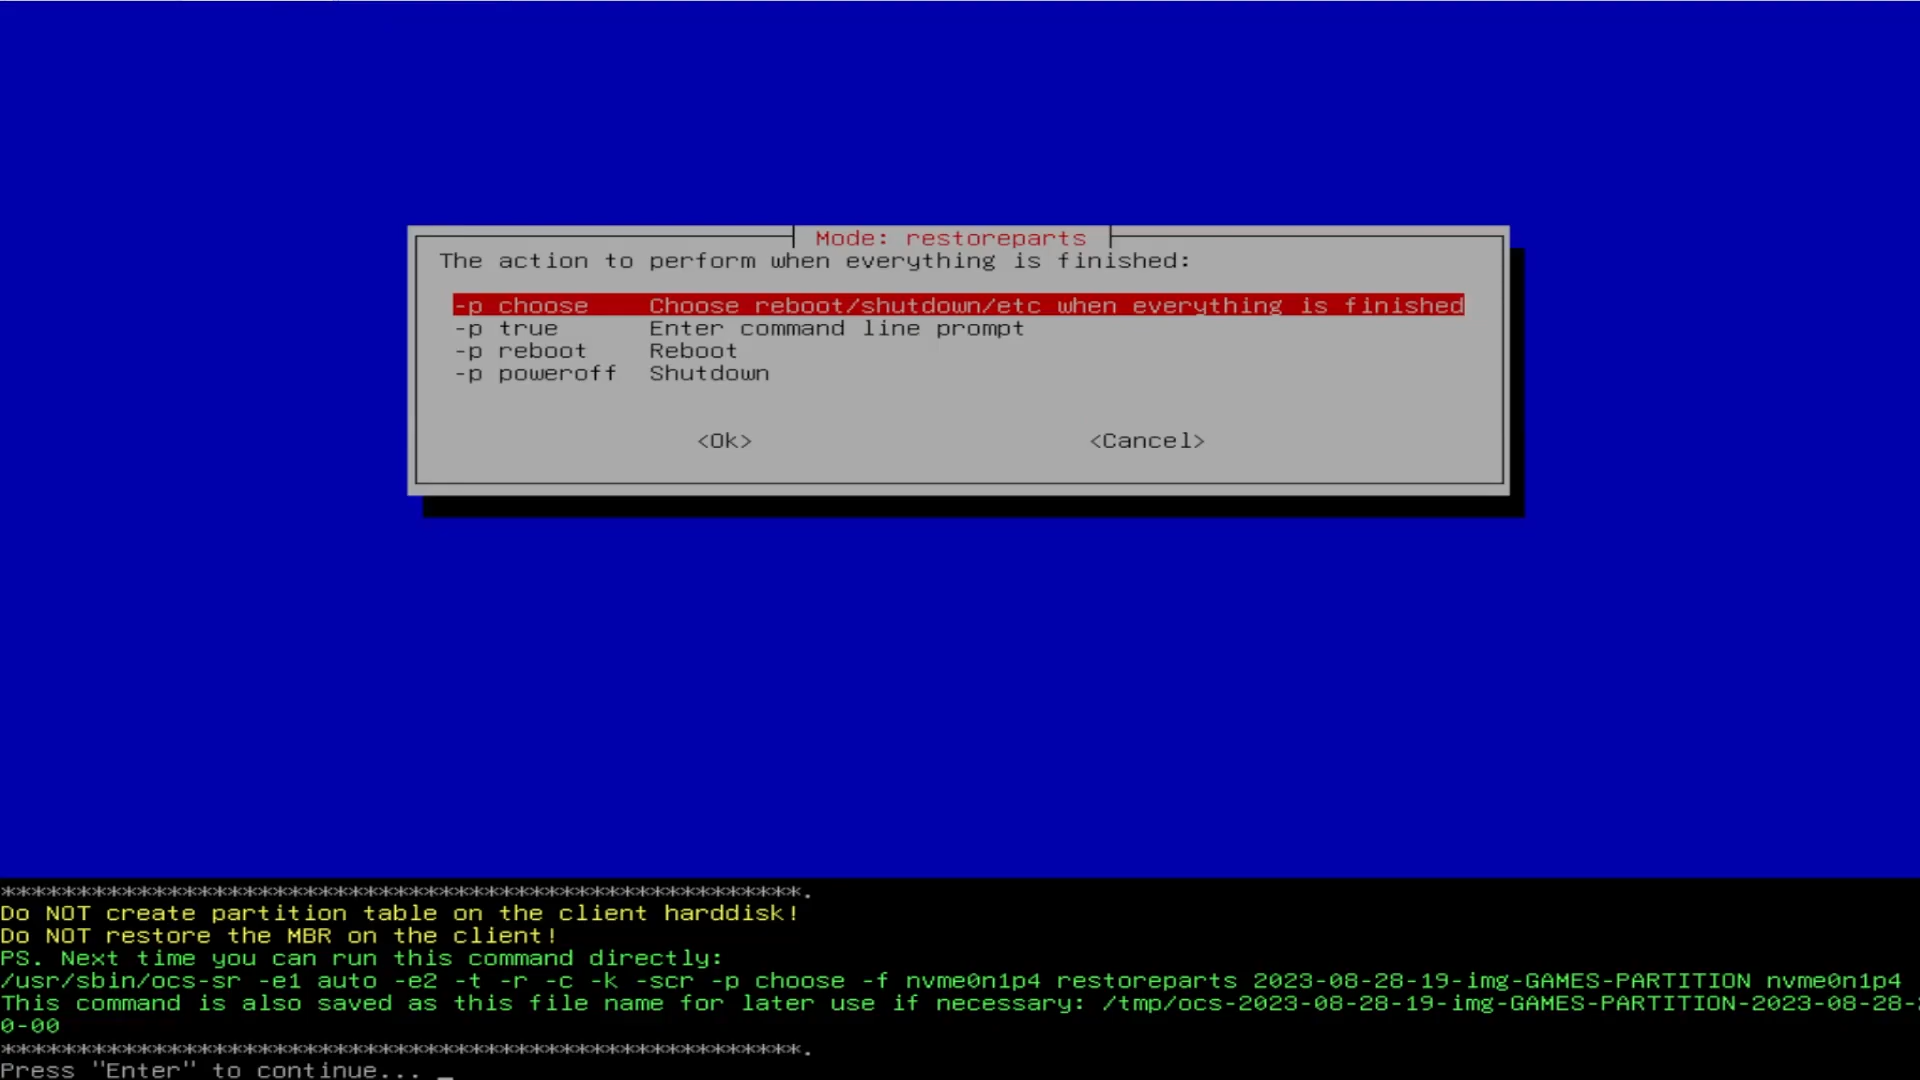 Mode: restoreparts
The action to perform when everything is finished:
-p choose Choose reboot/shutdown/etc when everything is finished
-p true Enter command line prompt
-p reboot Reboot
-p poweroff Shutdown
<Ok> <Cancel>
*****************************************************.
Do NOT create partition table on the client harddisk!
Do NOT restore the MBR on the client!
PS. Next time you can run this command directly:
/usr/sbin/ocs-sr -e1 auto -e2 -t -r -c -k -scr -p choose -f nvme0n1p4 restoreparts 2023-08-28-19-img-GAMES-PARTITION nvme0n1p4
This command is also saved as this file name for later use if necessary: /tmp/ocs-2023-08-28-19-img-GAMES-PARTITION-2023-08-28-
0-00
*****************************************************.
Press "Enter" to continue... _